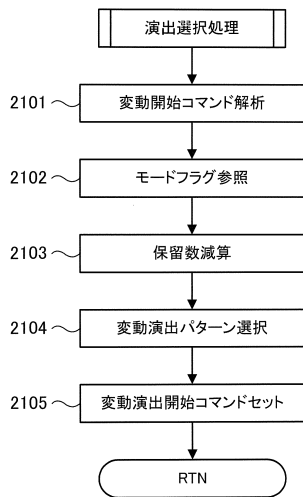 演出選択処理
2101 変動開始コマンド解析
2102 モードフラグ参照
2103 保留数減算
2104 変動演出パターン選択
2105 変動演出開始コマンドセット
RTN